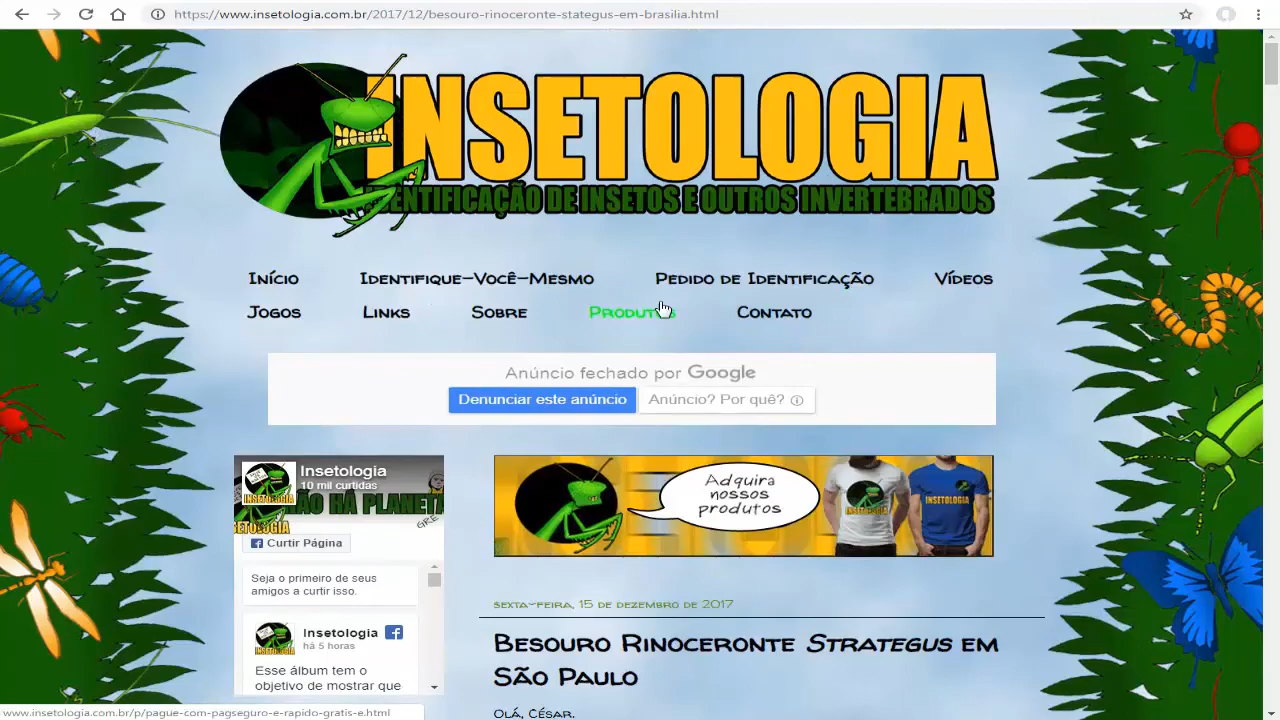 https://www.insetologia.com.br/2017/12/besouro-rinoceronte-stategus-em-brasilia.html
INSETOLOGIA
IDENTIFICAÇÃO DE INSETOS E OUTROS INVERTEBRADOS
Início Identifique-Você-Mesmo Pedido de Identificação Vídeos
Jogos Links Sobre Produtos Contato
Anúncio fechado por Google
Denunciar este anúncio Anúncio? Por quê?
Insetologia
10 mil curtidas
NÃO HÁ PLANETA
INSETOLOGIA
Curtir Página
Seja o primeiro de seus
amigos a curtir isso.
Insetologia
há 5 horas
Esse álbum tem o
objetivo de mostrar que
Adquira
nossos
produtos
INSETOLOGIA
INSETOLOGIA
sexta-feira, 15 de dezembro de 2017
Besouro Rinoceronte Strategus em
São Paulo
Olá, César.
www.insetologia.com.br/p/pague-com-pagseguro-e-rapido-gratis-e.html